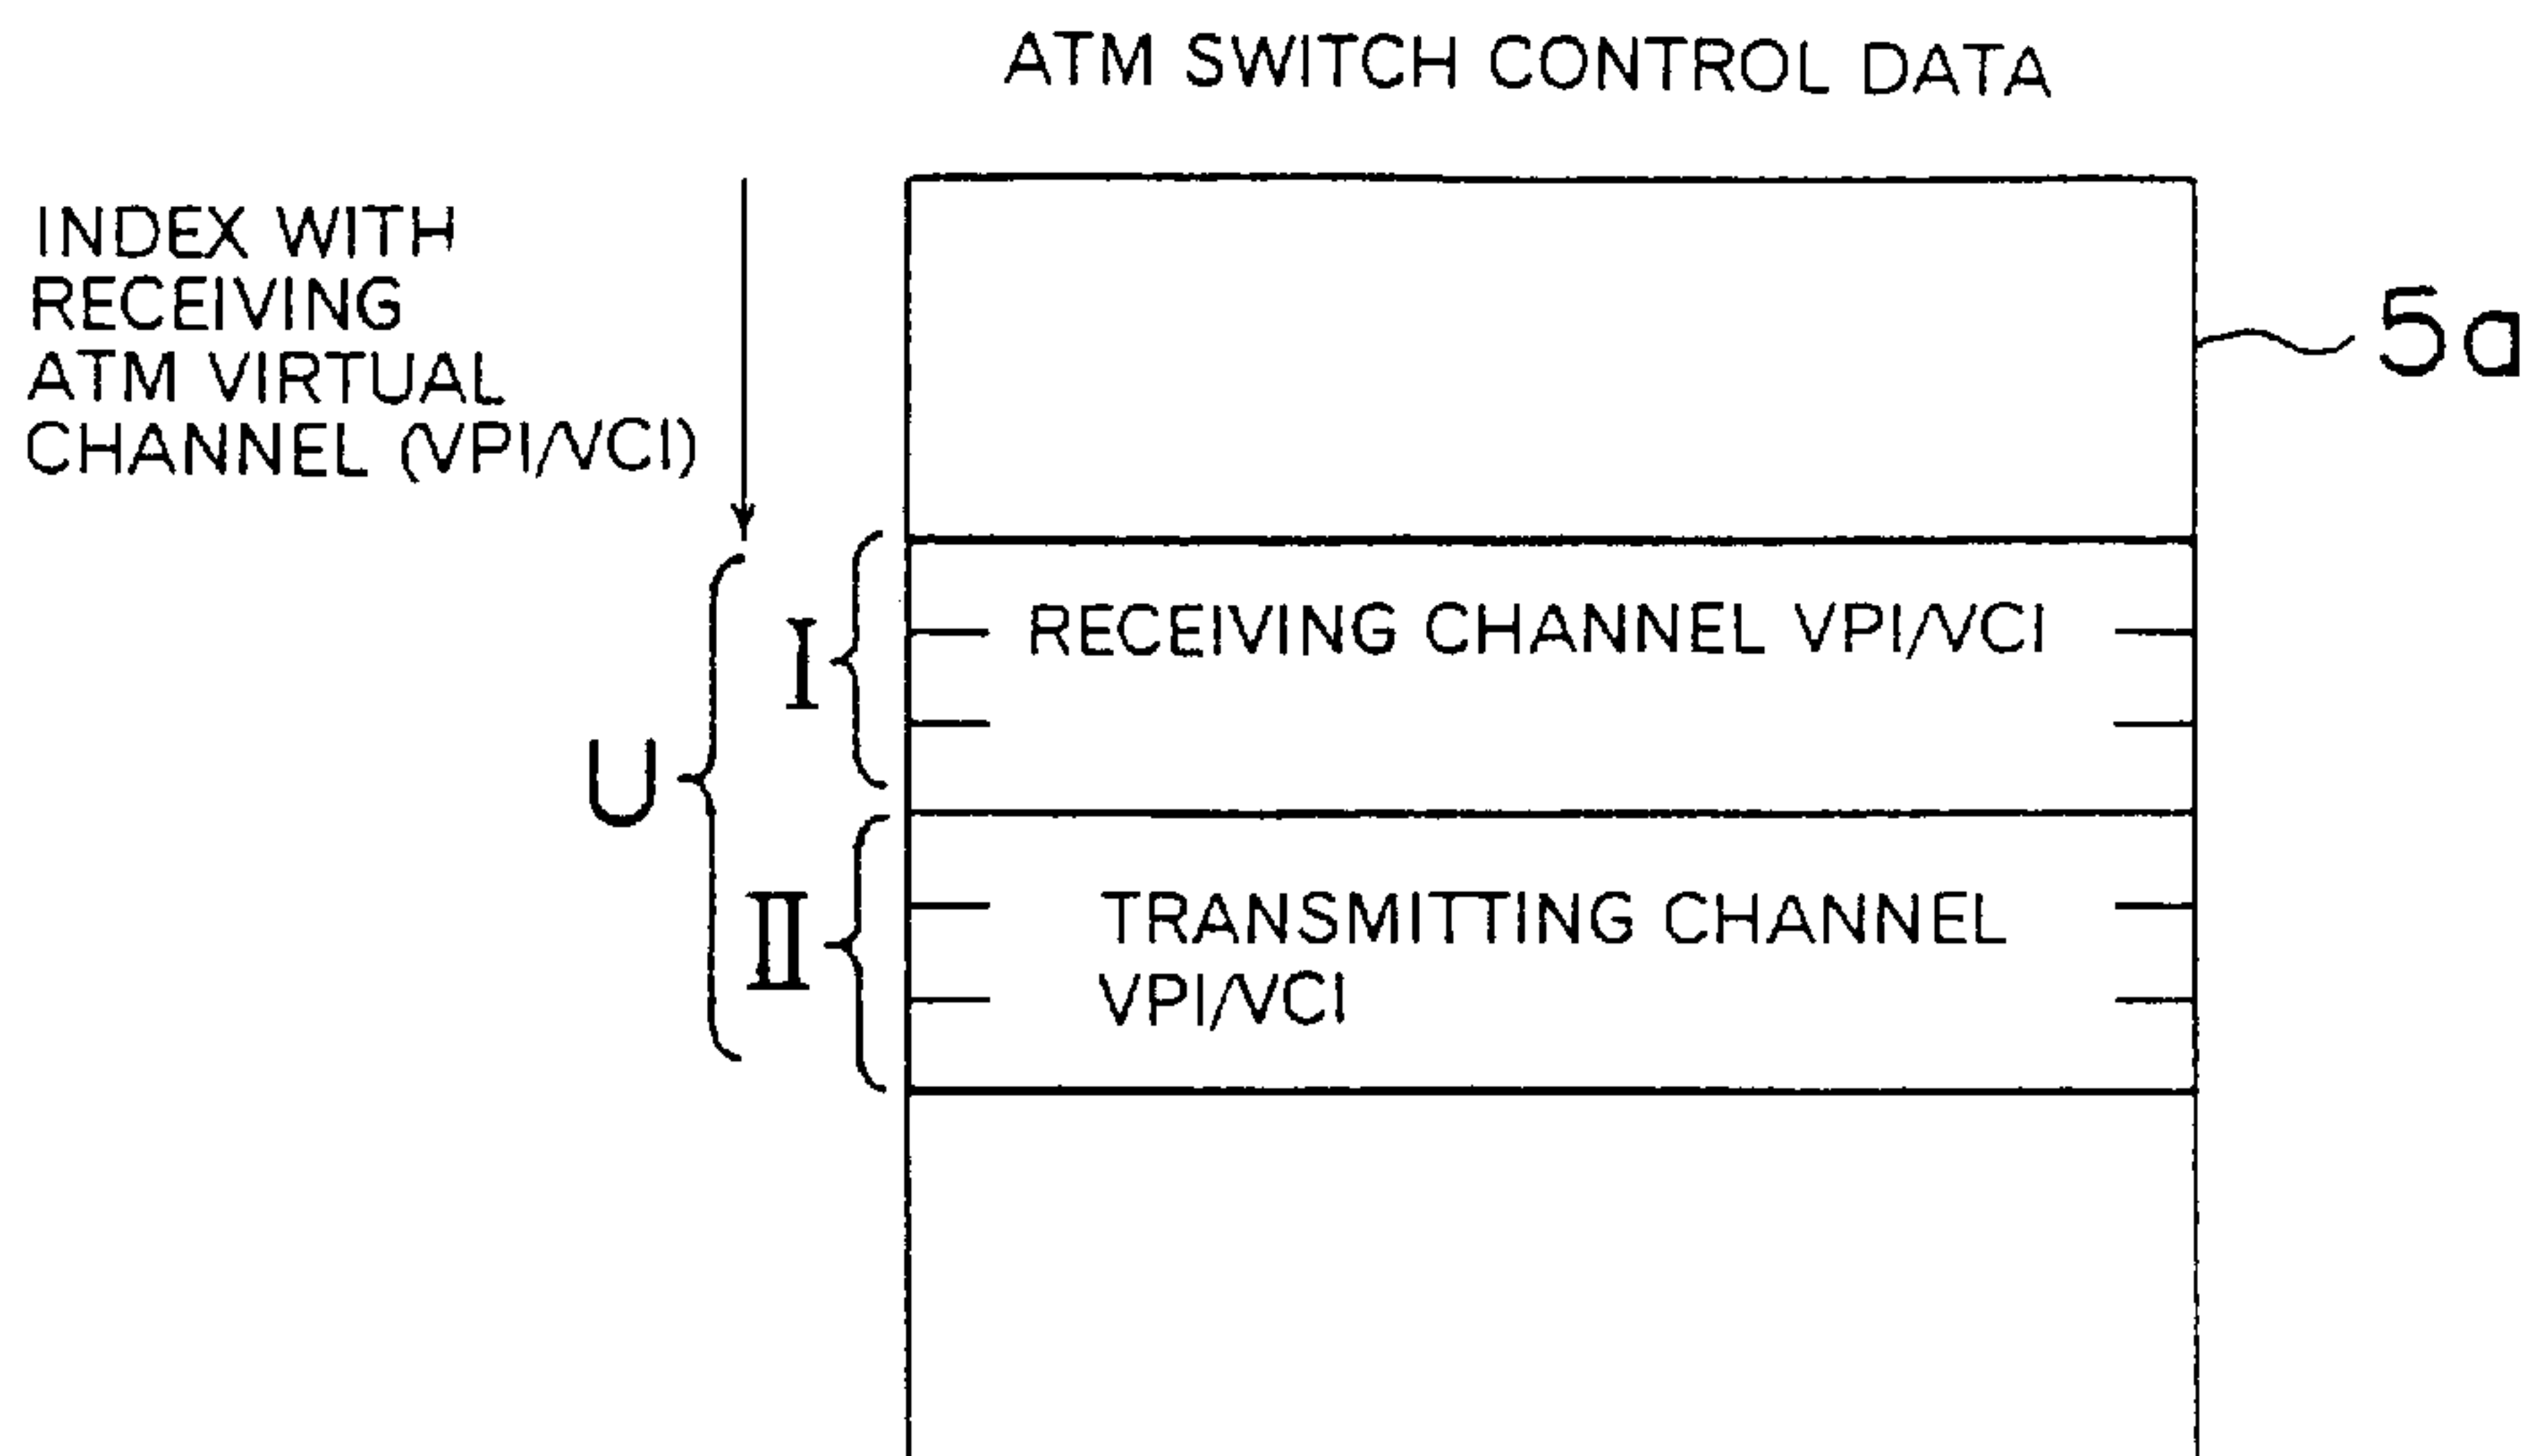 ATM SWITCH CONTROL DATA
INDEX WITH
RECEIVING
ATM VIRTUAL
CHANNEL (VPI/VCI)
5a
I
RECEIVING CHANNEL VPI/VCI
U
II
TRANSMITTING CHANNEL
VPI/VCI